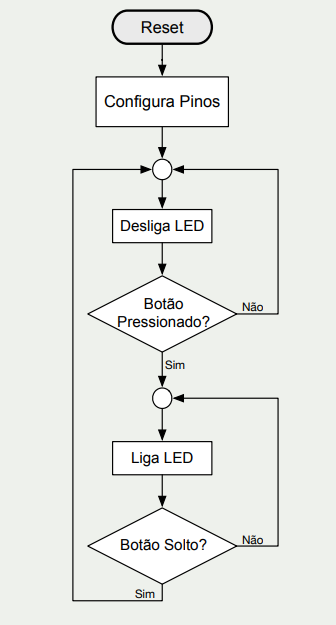 Reset
Configura Pinos
Desliga LED
Botão
Pressionado?
Não
Sim
Liga LED
Botão Solto?
Não
Sim